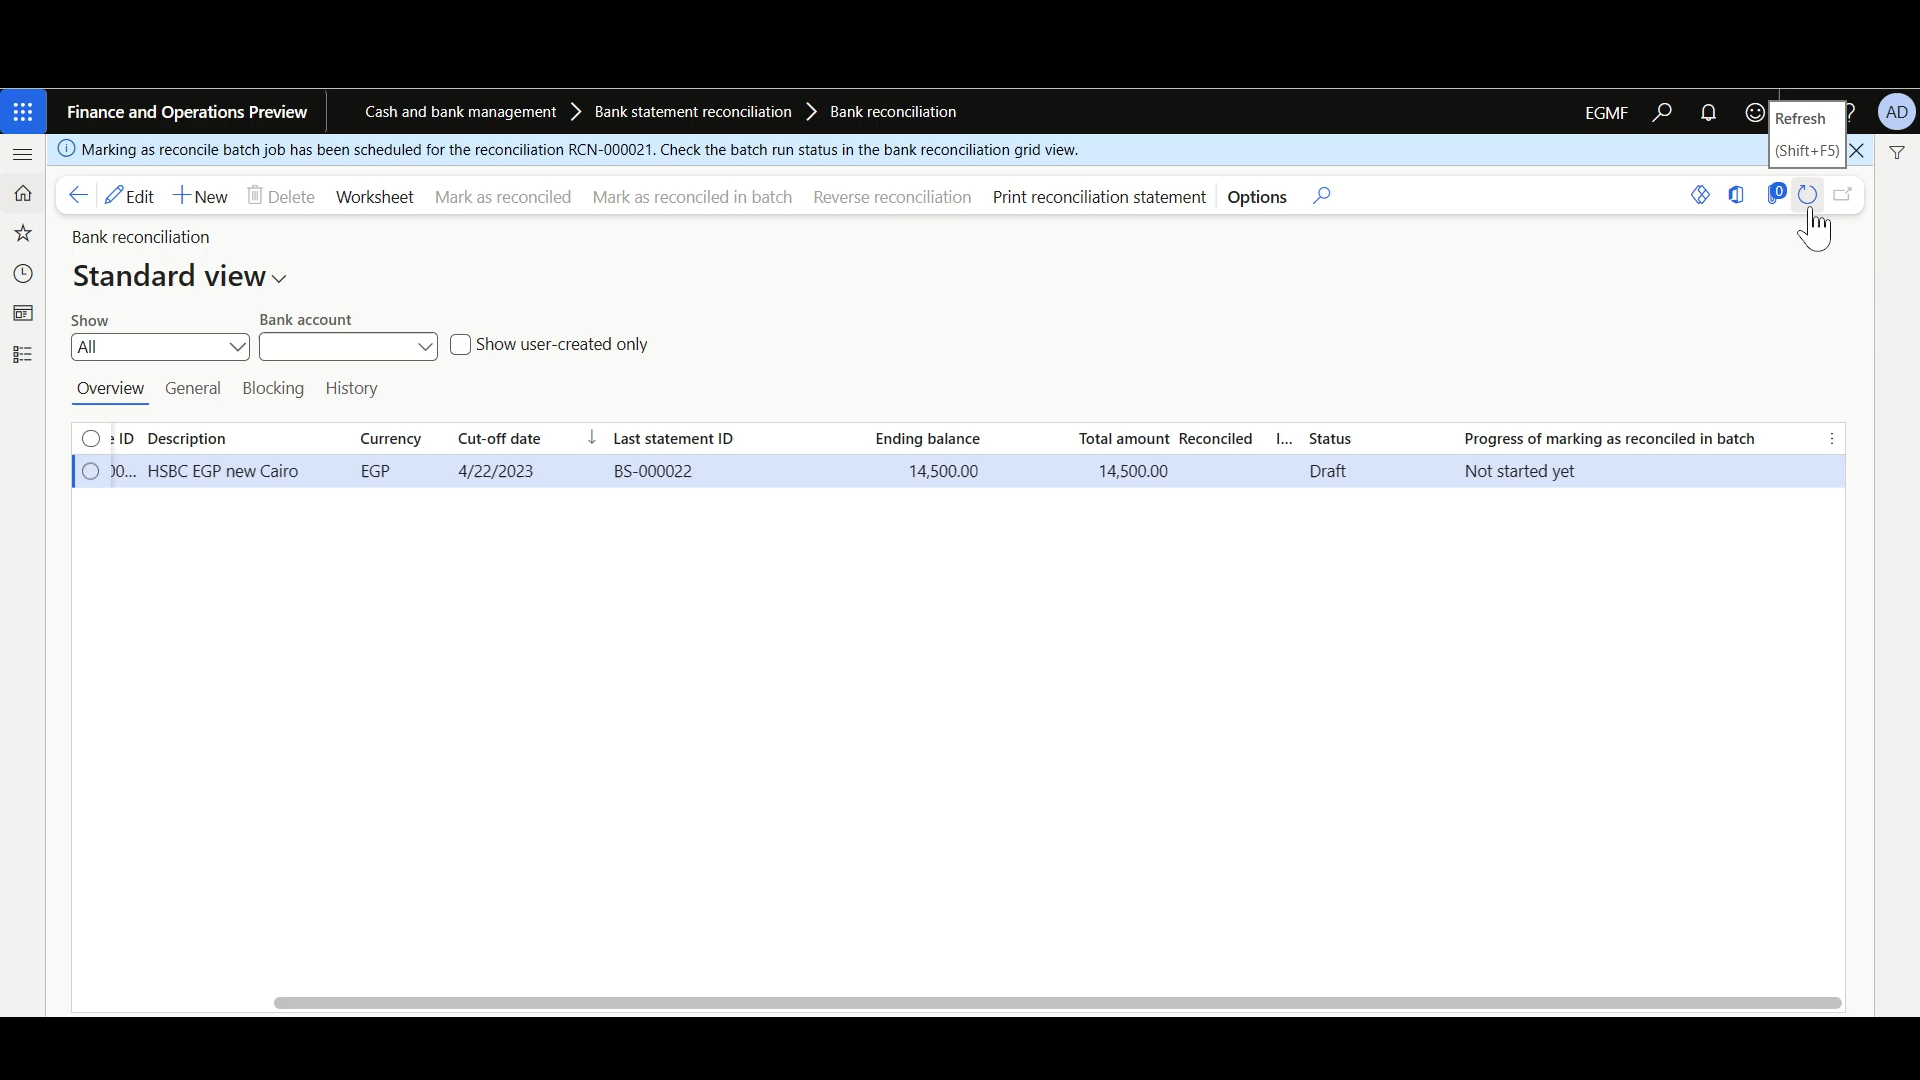 Finance and Operations Preview
Cash and bank management > Bank statement reconciliation > Bank reconciliation
EGMF
?
AD
Refresh
(Shift+F5)
Marking as reconcile batch job has been scheduled for the reconciliation RCN-000021. Check the batch run status in the bank reconciliation grid view.
Edit New Delete Worksheet Mark as reconciled Mark as reconciled in batch Reverse reconciliation Print reconciliation statement Options
0
Bank reconciliation
Standard view
Show Bank account
All Show user-created only
Overview General Blocking History
ID Description Currency Cut-off date ↓ Last statement ID Ending balance Total amount Reconciled I... Status Progress of marking as reconciled in batch
00... HSBC EGP new Cairo EGP 4/22/2023 BS-000022 14,500.00 14,500.00 Draft Not started yet